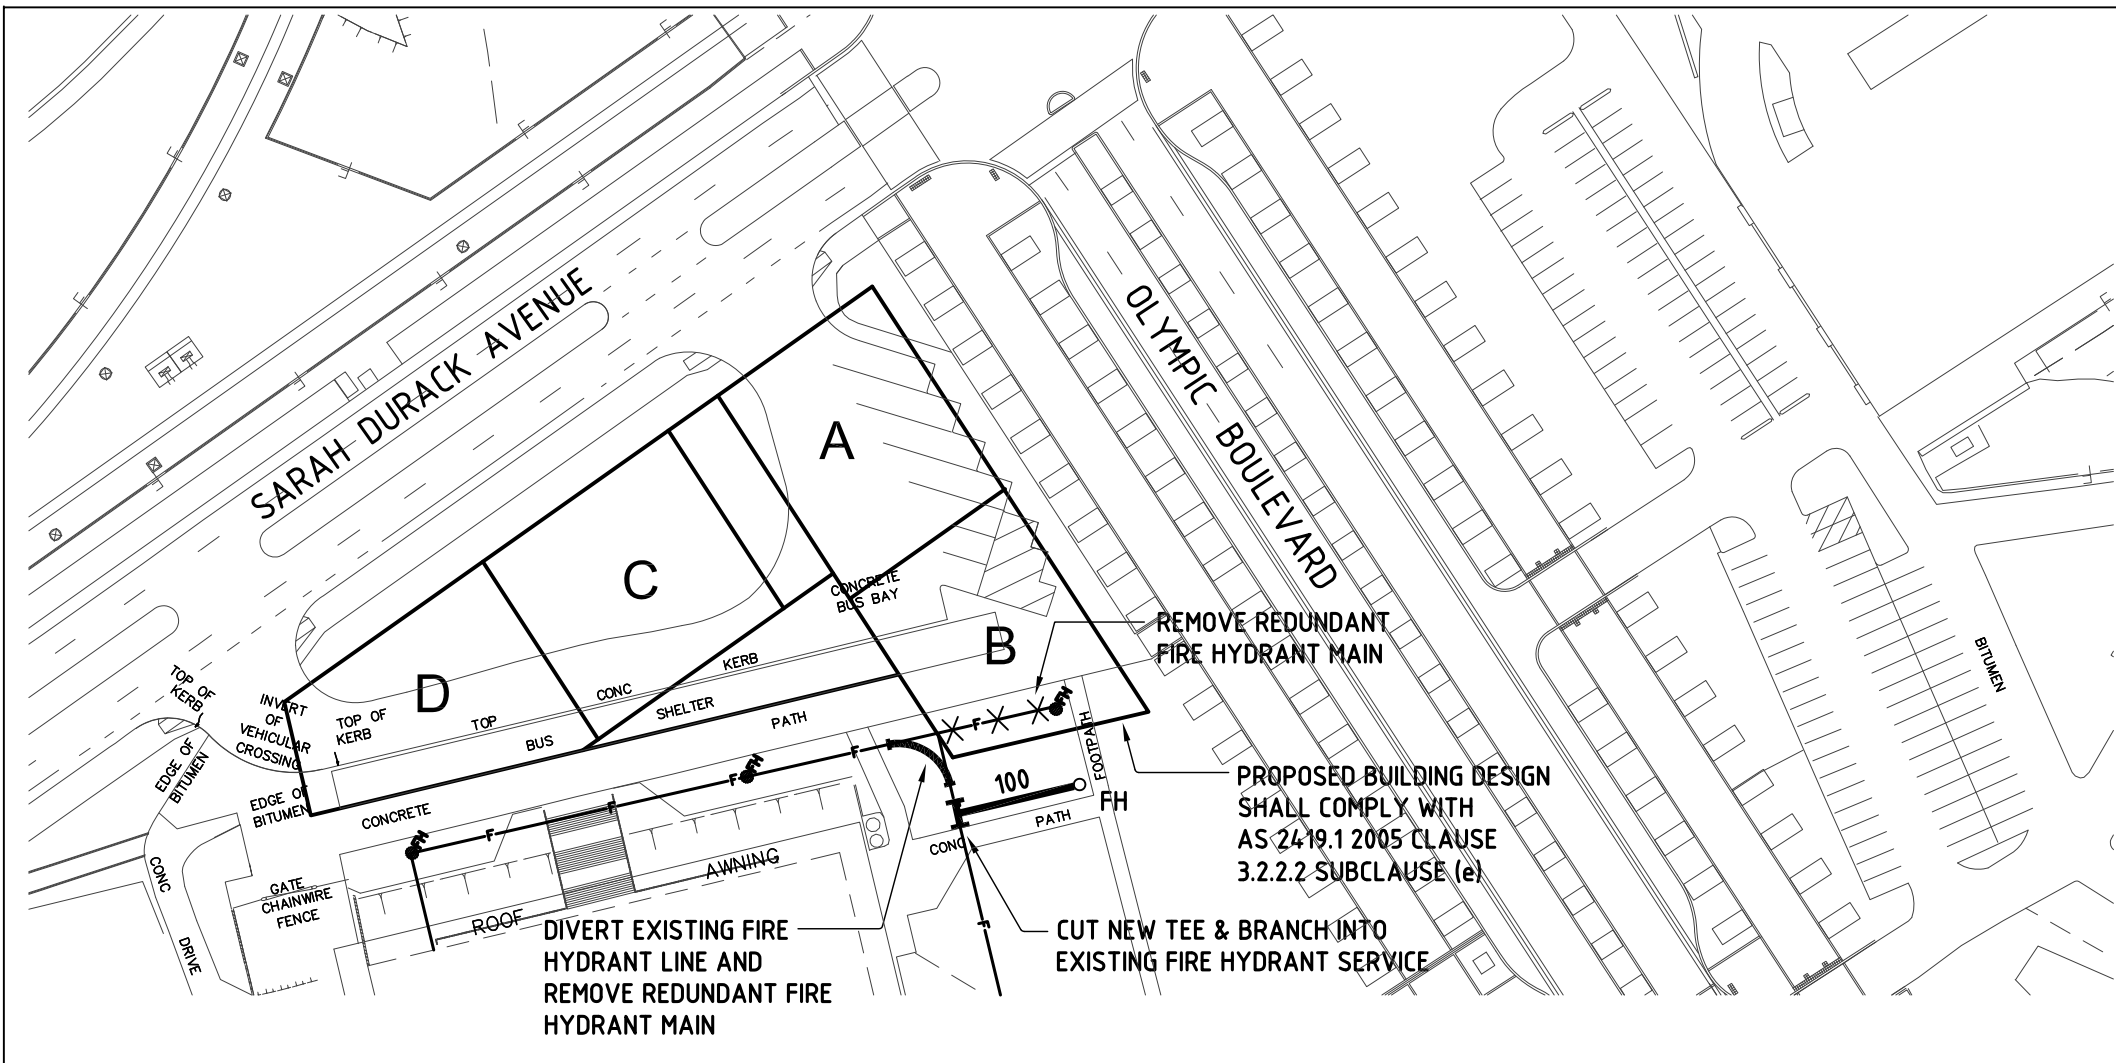 SARAH DURACK AVENUE
OLYMPIC BOULEVARD
A
C
D
B
CONCRETE
BUS BAY
REMOVE REDUNDANT
FIRE HYDRANT MAIN
TOP OF
KERB
INVERT
OF
VEHICULAR
CROSSING
TOP OF
KERB
TOP
CONC
KERB
BUS
SHELTER
PATH
EDGE OF
BITUMEN
EDGE OF
BITUMEN
CONCRETE
F
F
F
F
F
F
FH
FH
FH
FOOTPATH
100
FH
PATH
CONC
BITUMEN
PROPOSED BUILDING DESIGN
SHALL COMPLY WITH
AS 2419.1 2005 CLAUSE
3.2.2.2 SUBCLAUSE (e)
CONC
DRIVE
GATE
CHAINWIRE
FENCE
ROOF
AWNING
DIVERT EXISTING FIRE
HYDRANT LINE AND
REMOVE REDUNDANT FIRE
HYDRANT MAIN
CUT NEW TEE & BRANCH INTO
EXISTING FIRE HYDRANT SERVICE